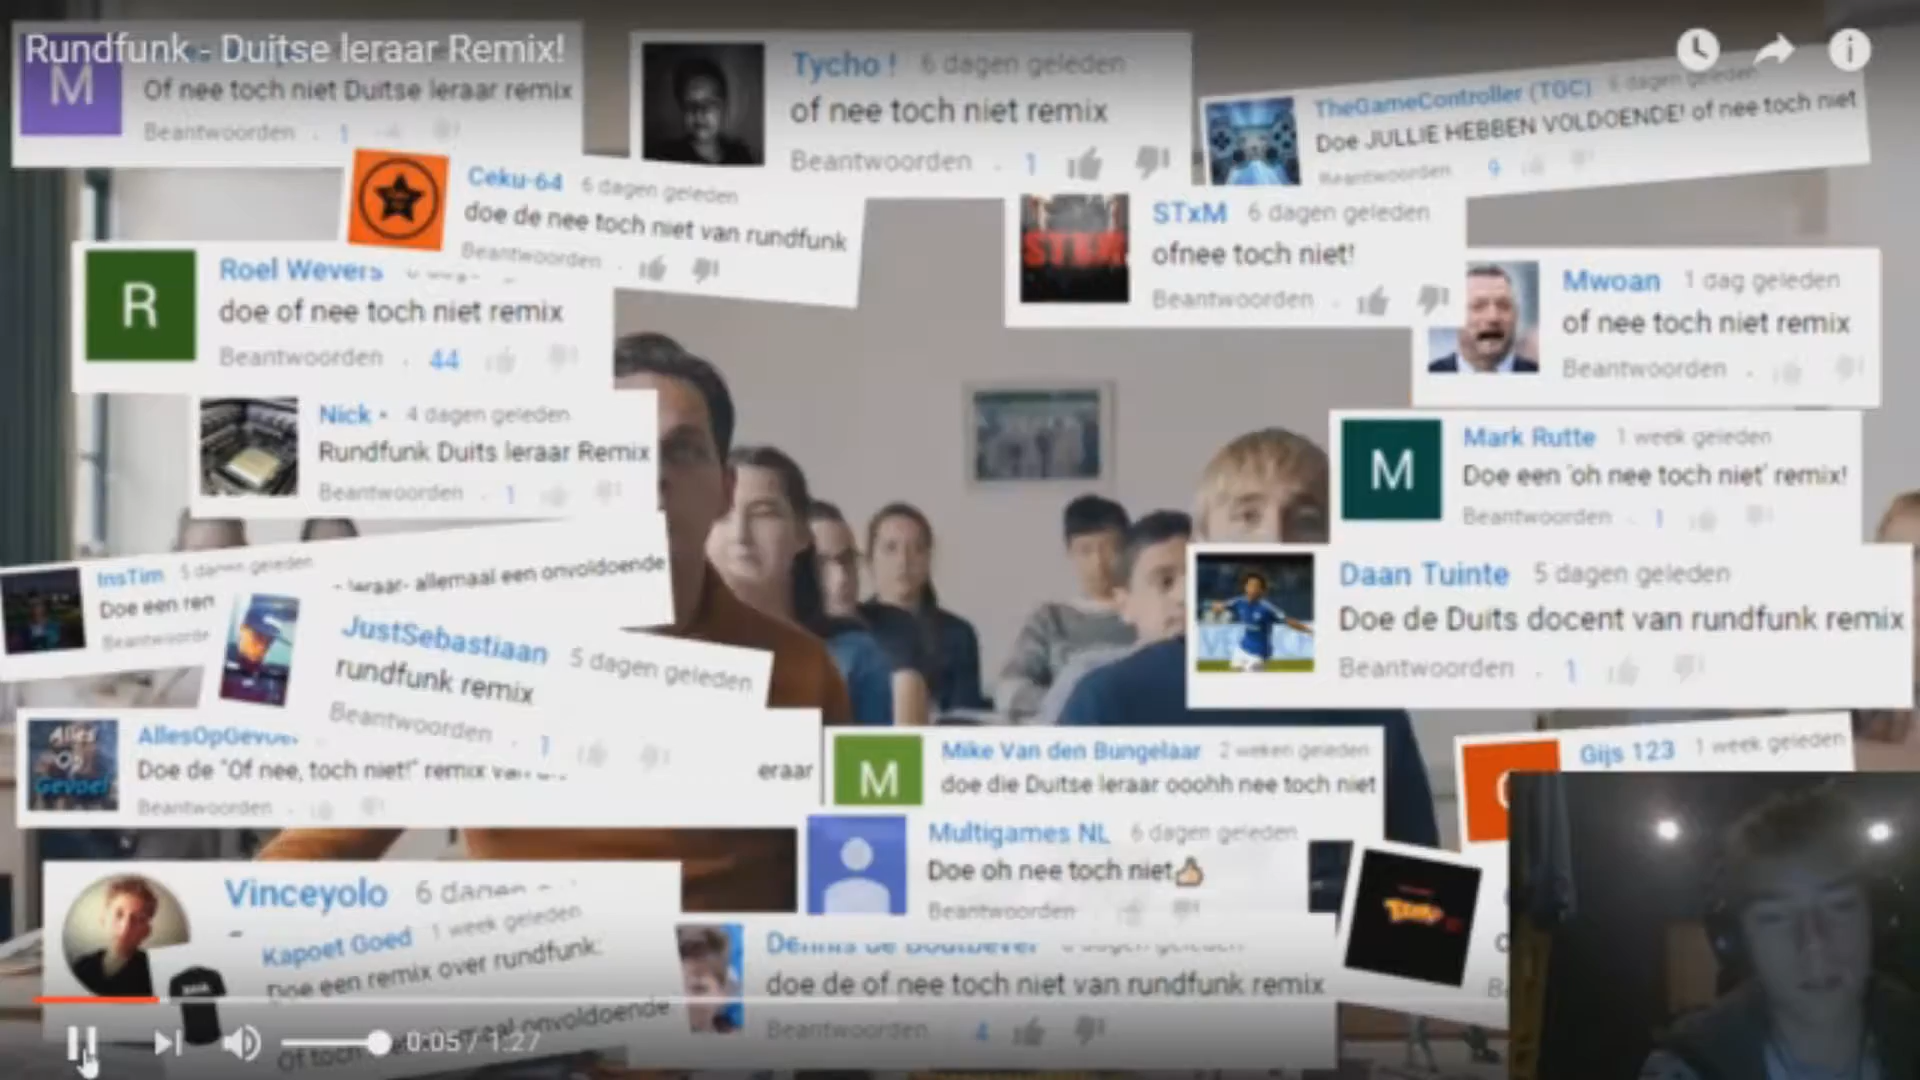 Rundfunk - Duitse leraar Remix!
M
Of nee toch niet Duitse leraar remix
Beantwoorden . 1
Tycho ! 6 dagen geleden
of nee toch niet remix
Beantwoorden . 1
TheGameController (TGC) 6 dagen geleden
Doe JULLIE HEBBEN VOLDOENDE! of nee toch niet
Beantwoorden 9
Ceku-64 6 dagen geleden
doe de nee toch niet van rundfunk
Beantwoorden .
STxM 6 dagen geleden
ofnee toch niet!
Beantwoorden .
R
Roel Wevers
doe of nee toch niet remix
Beantwoorden . 44
Mwoan 1 dag geleden
of nee toch niet remix
Beantwoorden .
Nick • 4 dagen geleden
Rundfunk Duits leraar Remix
Beantwoorden . 1
M
Mark Rutte 1 week geleden
Doe een 'oh nee toch niet' remix!
Beantwoorden . 1
InsTim 5 dagen geleden
Doe een rem
Beantwoorde
leraar- allemaal een onvoldoende
Daan Tuinte 5 dagen geleden
Doe de Duits docent van rundfunk remix
Beantwoorden . 1
JustSebastiaan 5 dagen geleden
rundfunk remix
Beantwoorden . 1
Alles Op Gevoel
AllesOpGevoel
Doe de "Of nee, toch niet!" remix van
eraar
Beantwoorden .
M
Mike Van den Bungelaar 2 weken geleden
doe die Duitse leraar ooohh nee toch niet
Gijs 123 1 week geleden
Multigames NL 6 dagen geleden
Doe oh nee toch niet👍
Beantwoorden
Vinceyolo 6 dagen
Kapoet Goed 1 week geleden
Doe een remix over rundfunk:
Of toch
maal onvoldoende
Dennis de Boutbever 6 dagen geleden
doe de of nee toch niet van rundfunk remix
Beantwoorden 4
0:05 / 1:27